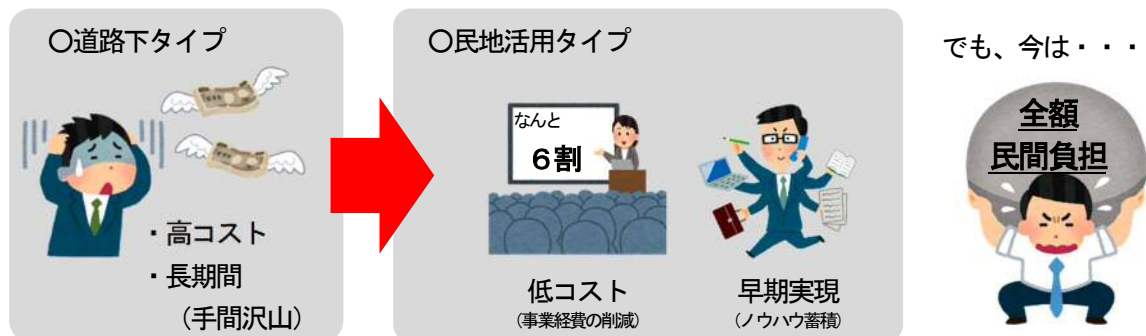 〇道路下タイプ
・高コスト
・長期間
（手間沢山）
〇民地活用タイプ
なんと
６割
低コスト
（事業経費の削減）
早期実現
（ノウハウ蓄積）
でも、今は・・・
全額
民間負担